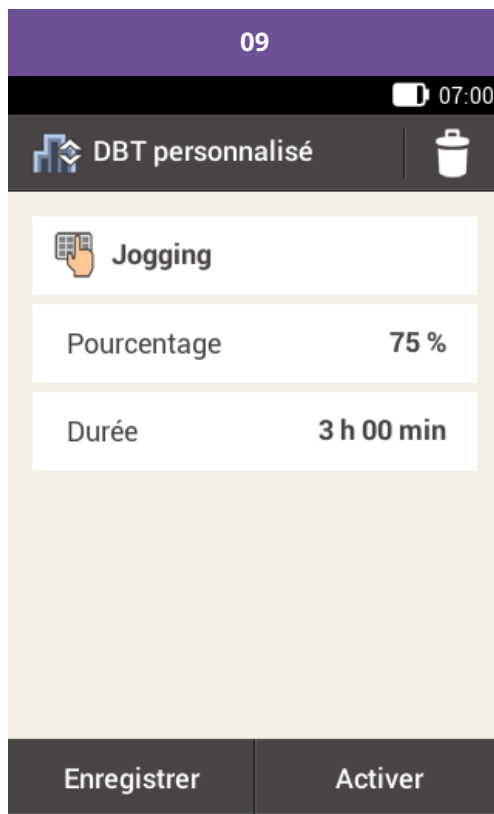 09
07:00
DBT personnalisé
Jogging
Pourcentage 75 %
Durée 3 h 00 min
Enregistrer Activer